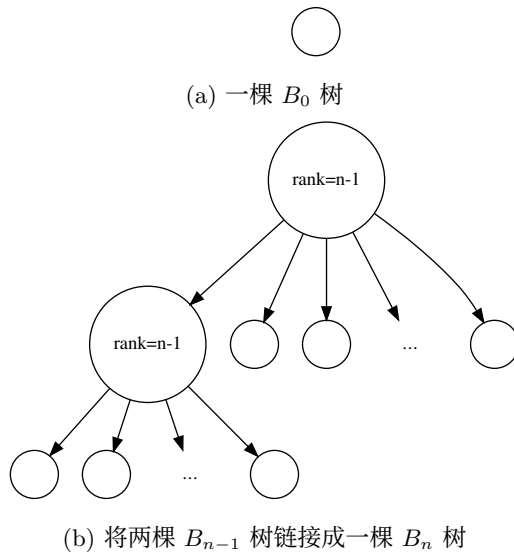 (a) 一棵 B₀ 树
rank=n-1
rank=n-1
...
...
(b) 将两棵 Bₙ₋₁ 树链接成一棵 Bₙ 树